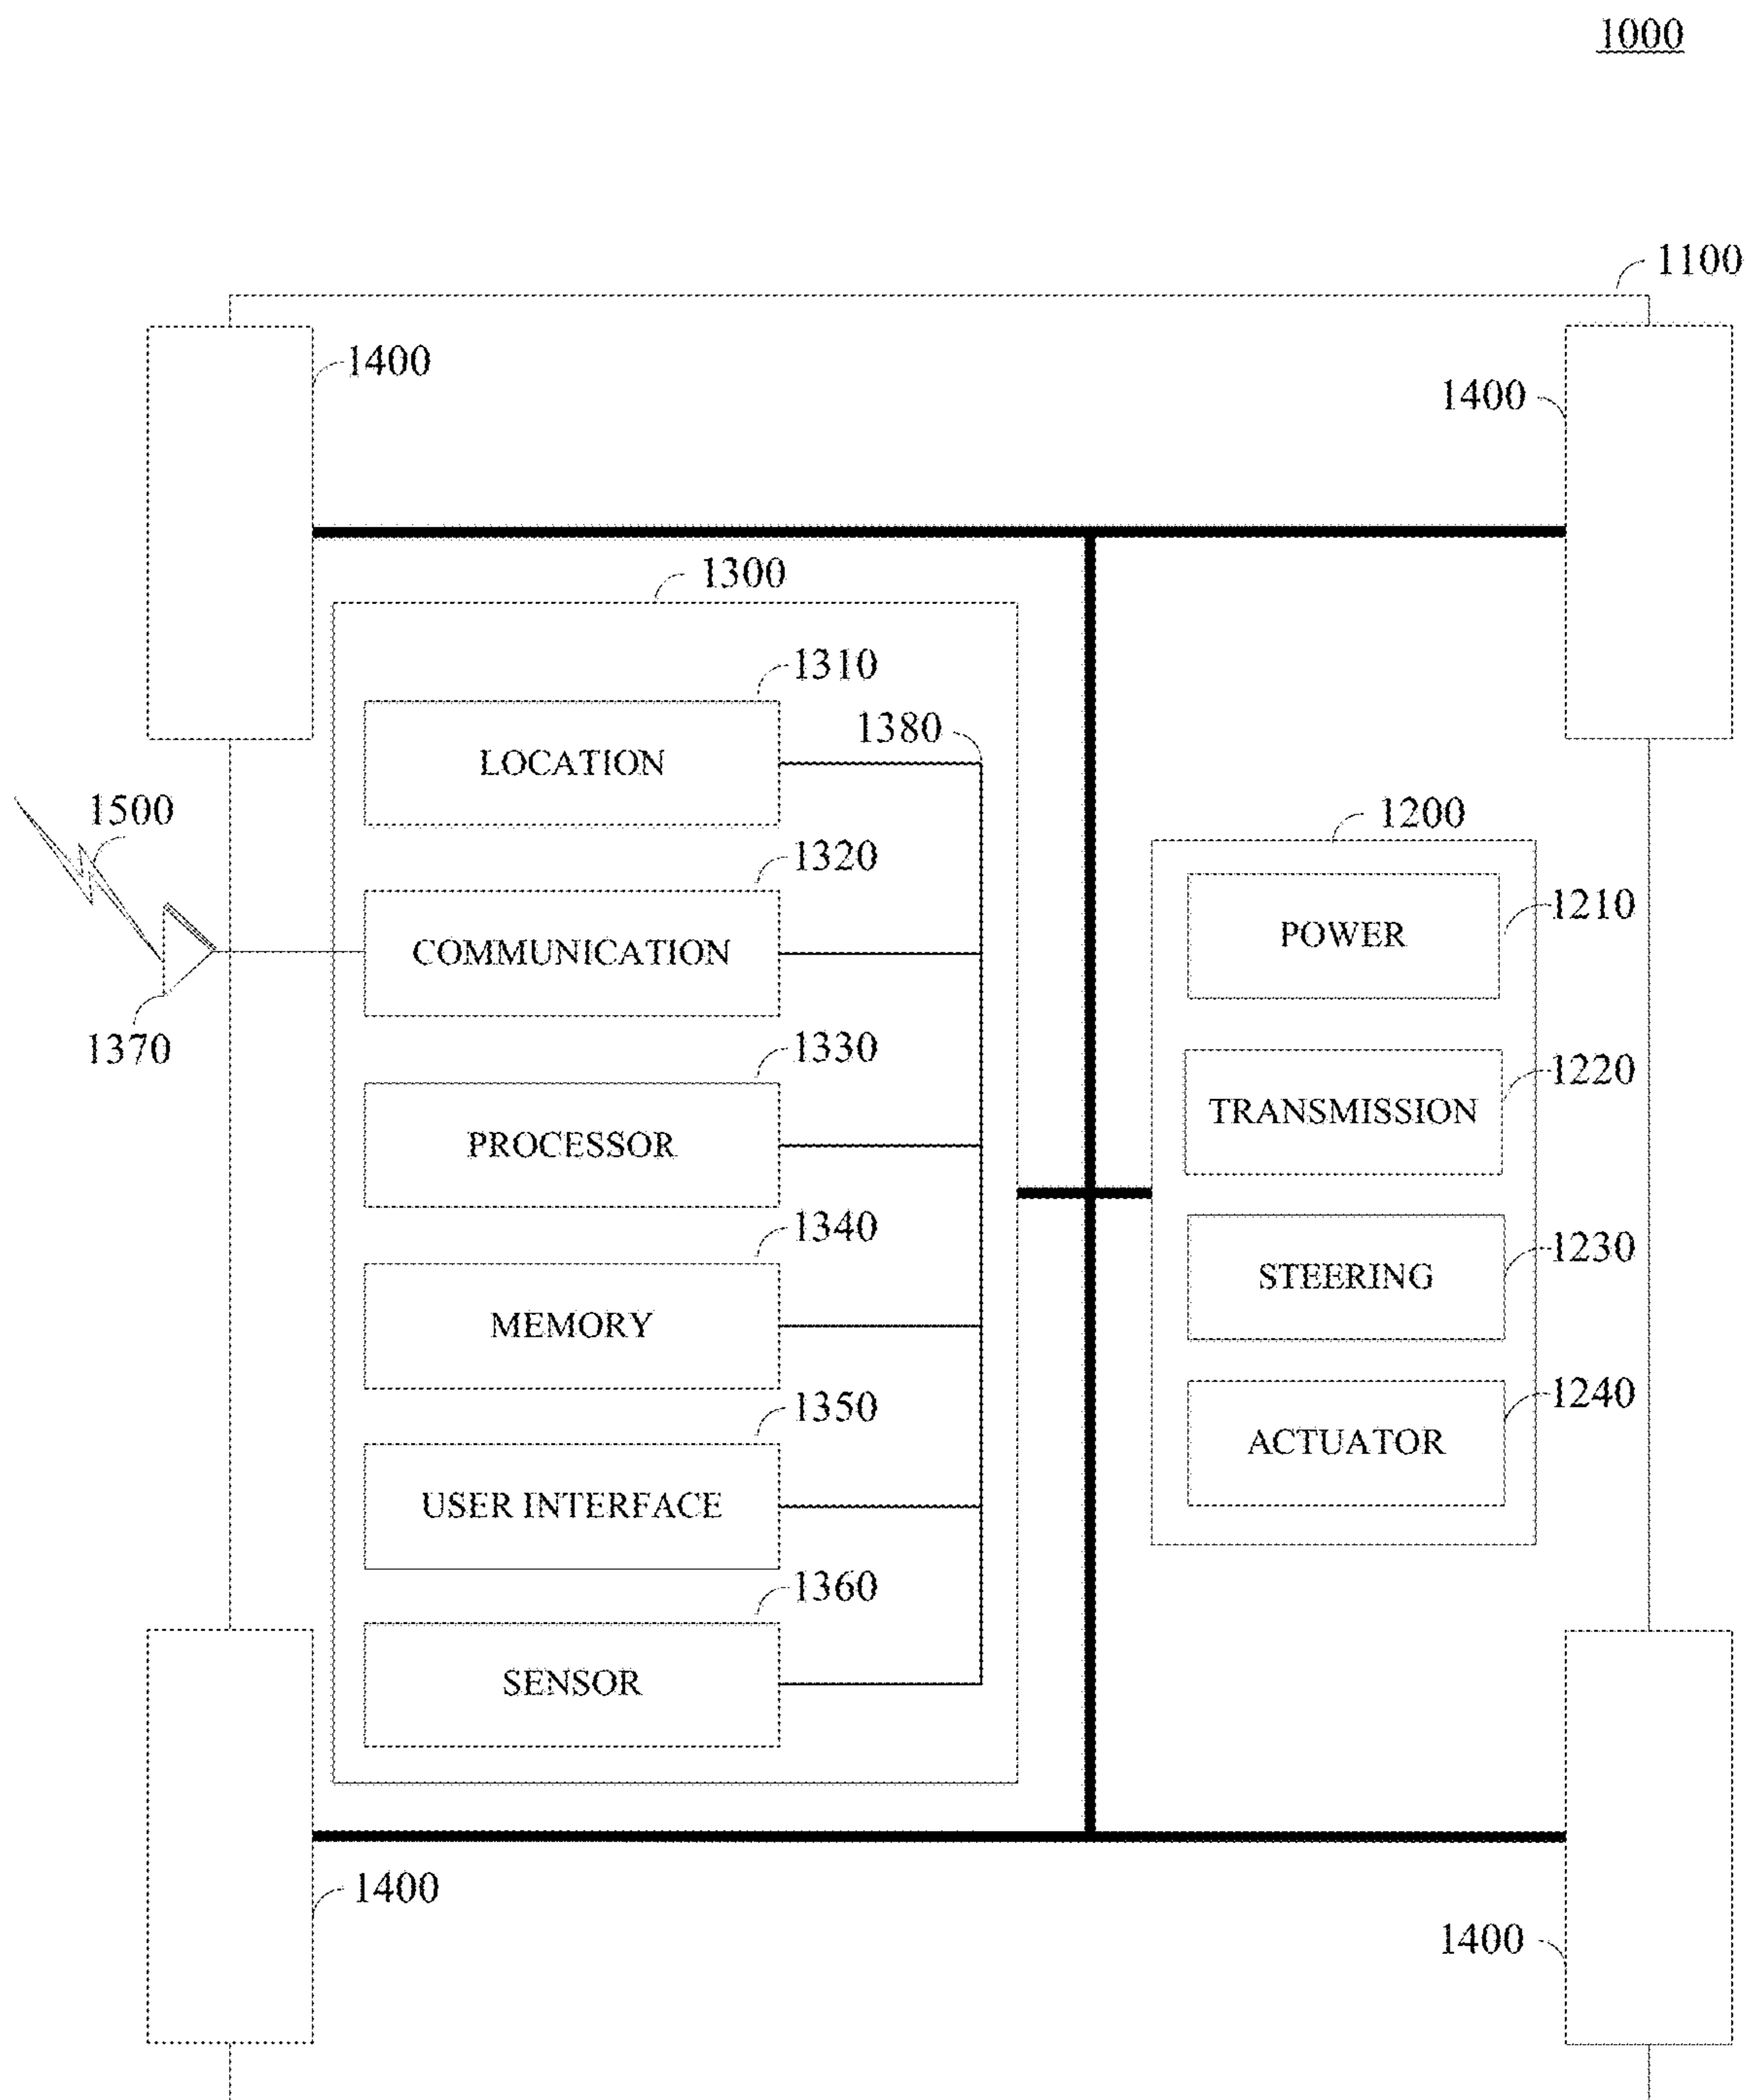 1000
1100
1400
1400
1300
1310
1380
LOCATION
1500
1200
1320
1210
POWER
COMMUNICATION
1370
1330
1220
TRANSMISSION
PROCESSOR
1340
1230
STEERING
MEMORY
1350
1240
ACTUATOR
USER INTERFACE
1360
SENSOR
1400
1400